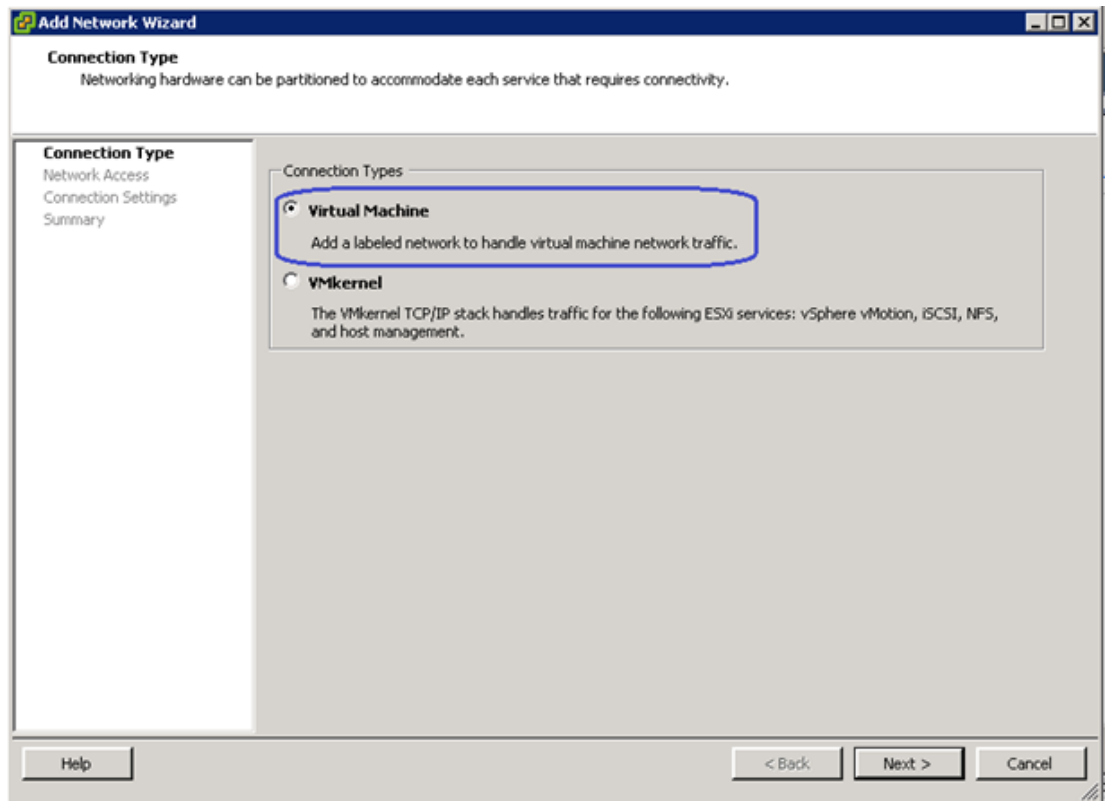 Add Network Wizard
Connection Type
Networking hardware can be partitioned to accommodate each service that requires connectivity.
Connection Type
Network Access
Connection Settings
Summary
Connection Types
Virtual Machine
Add a labeled network to handle virtual machine network traffic.
VMkernel
The VMkernel TCP/IP stack handles traffic for the following ESXi services: vSphere vMotion, iSCSI, NFS,
and host management.
Help
< Back
Next >
Cancel